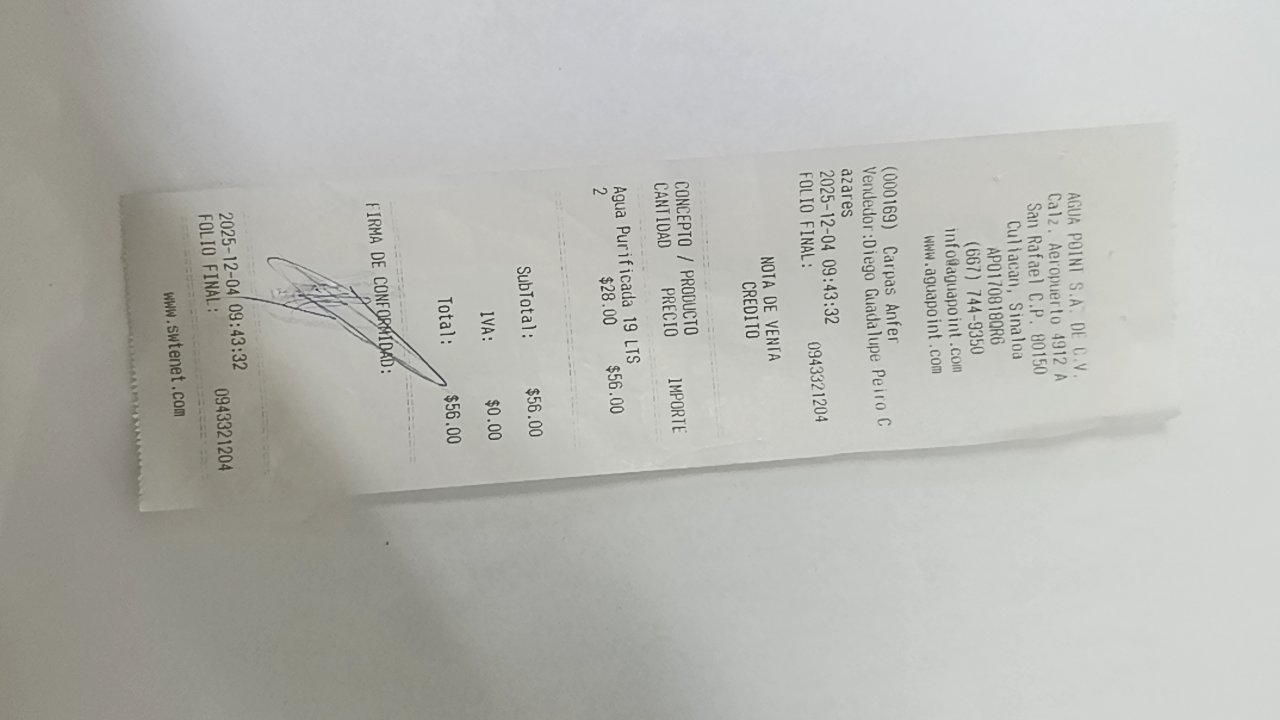 AGUA POINT S.A. DE C.V.
Calz. Aeropuerto 4912 A
San Rafael C.P. 80150
Culiacan, Sinaloa
APO170818QR6
(667) 744-9350
info@aguapoint.com
www.aguapoint.com
(000169) Carpas Anfer
Vendedor:Diego Guadalupe Peiro C
azares
2025-12-04 09:43:32
FOLIO FINAL: 0943321204
NOTA DE VENTA
CREDITO
CONCEPTO / PRODUCTO
CANTIDAD PRECIO IMPORTE
Agua Purificada 19 LTS
2 $28.00 $56.00
SubTotal: $56.00
IVA: $0.00
Total: $56.00
FIRMA DE CONFORMIDAD:
2025-12-04 09:43:32
FOLIO FINAL: 0943321204
www.swtenet.com